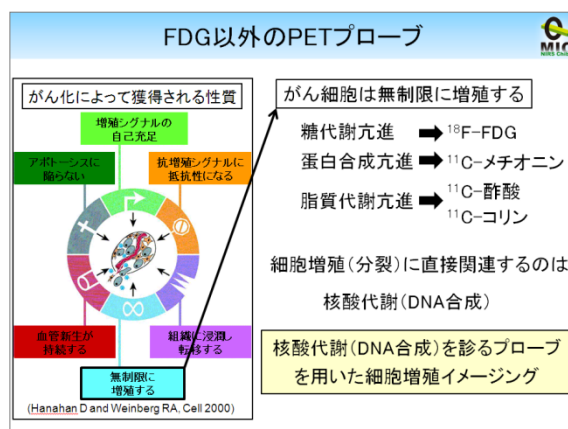 FDG以外のPETプローブ
がん化によって獲得される性質
増殖シグナルの
自己充足
アポトーシスに
陥らない
抗増殖シグナルに
抵抗性になる
血管新生が
持続する
組織に浸潤し
転移する
無制限に
増殖する
(Hanahan D and Weinberg RA, Cell 2000)
がん細胞は無制限に増殖する
糖代謝亢進 ➡ ¹⁸F-FDG
蛋白合成亢進 ➡ ¹¹C-メチオニン
脂質代謝亢進 ➡ ¹¹C-酢酸
¹¹C-コリン
細胞増殖(分裂)に直接関連するのは
核酸代謝(DNA合成)
核酸代謝(DNA合成)を診るプローブ
を用いた細胞増殖イメージング